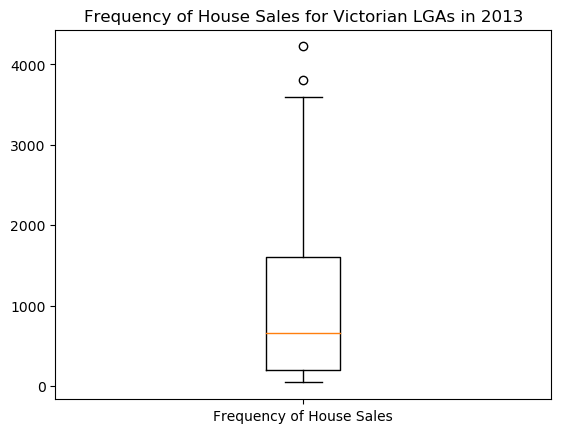 Frequency of House Sales for Victorian LGAs in 2013
4000
3000
2000
1000
0
Frequency of House Sales